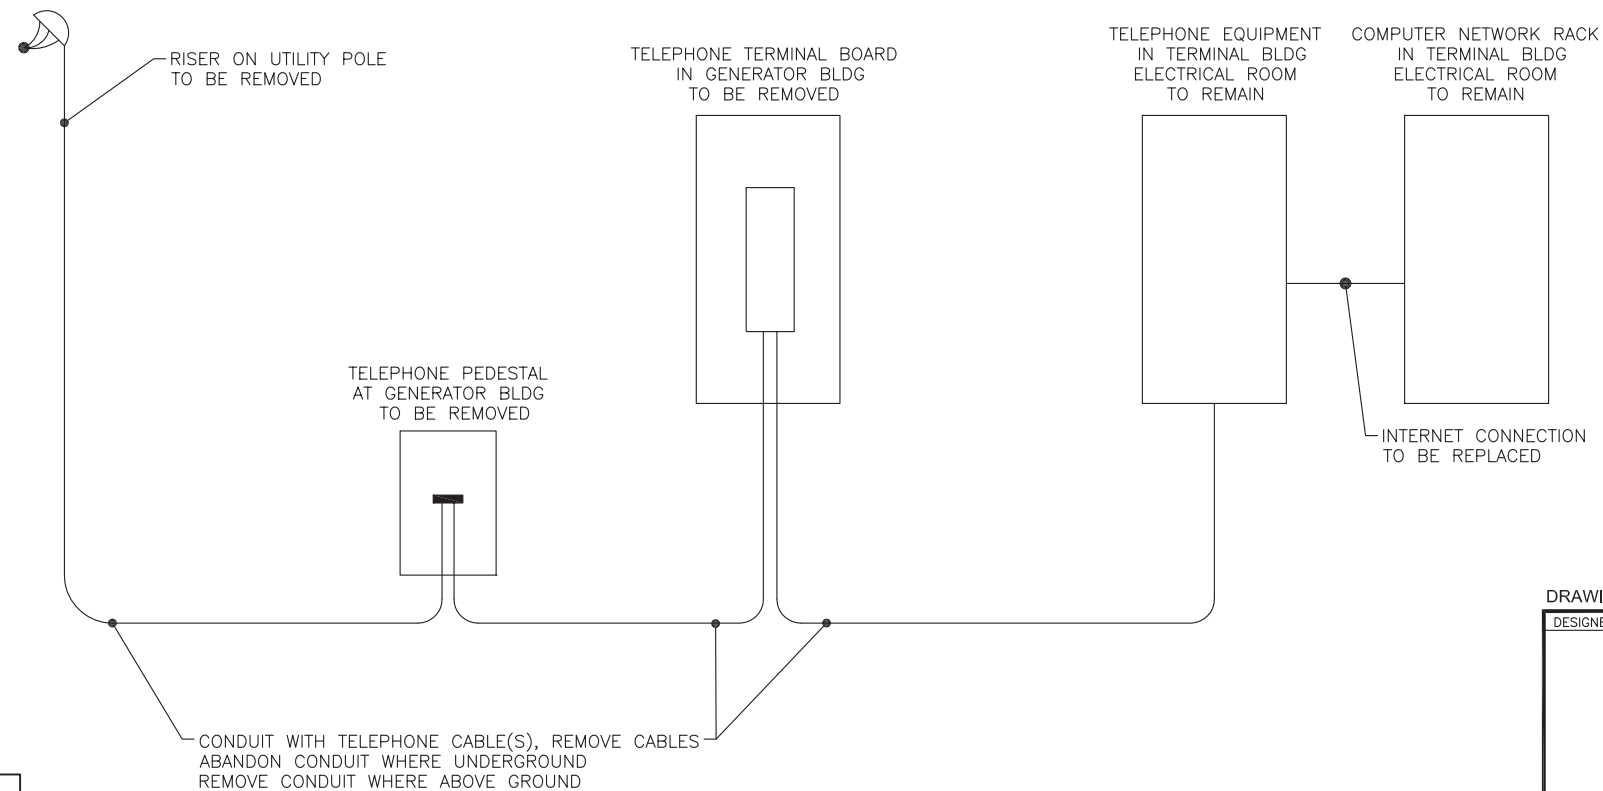 RISER ON UTILITY POLE
TO BE REMOVED
TELEPHONE TERMINAL BOARD
IN GENERATOR BLDG
TO BE REMOVED
TELEPHONE EQUIPMENT
IN TERMINAL BLDG
ELECTRICAL ROOM
TO REMAIN
COMPUTER NETWORK RACK
IN TERMINAL BLDG
ELECTRICAL ROOM
TO REMAIN
TELEPHONE PEDESTAL
AT GENERATOR BLDG
TO BE REMOVED
INTERNET CONNECTION
TO BE REPLACED
CONDUIT WITH TELEPHONE CABLE(S), REMOVE CABLES
ABANDON CONDUIT WHERE UNDERGROUND
REMOVE CONDUIT WHERE ABOVE GROUND